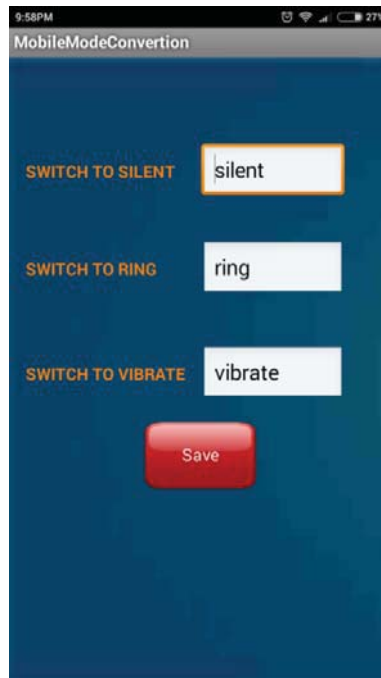 9:58PM 27
MobileModeConvertion
SWITCH TO SILENT silent
SWITCH TO RING ring
SWITCH TO VIBRATE vibrate
Save